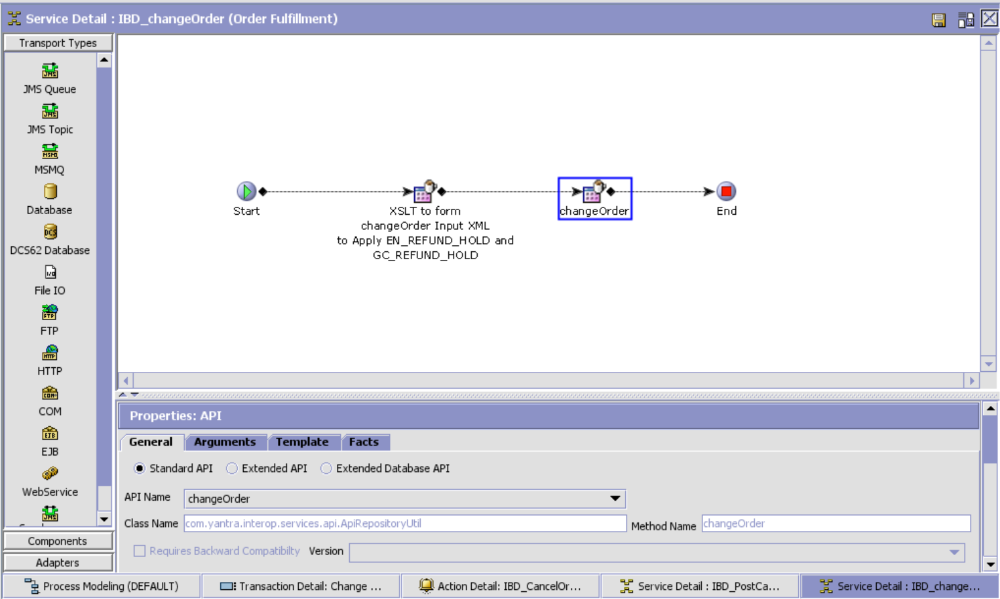 Service Detail : IBD_changeOrder (Order Fulfillment)
Transport Types
JMS Queue
JMS Topic
MSMQ
Database
DCS62 Database
File IO
FTP
HTTP
COM
EJB
WebService
Components
Adapters
Start
XSLT to form
changeOrder Input XML
to Apply EN_REFUND_HOLD and
GC_REFUND_HOLD
changeOrder
End
Properties: API
General Arguments Template Facts
Standard API Extended API Extended Database API
API Name changeOrder
Class Name com.yantra.interop.services.api.ApiRepositoryUtil Method Name changeOrder
Requires Backward Compatibilty Version
Process Modeling (DEFAULT) Transaction Detail: Change ... Action Detail: IBD_CancelOr... Service Detail : IBD_PostCa... Service Detail : IBD_change...